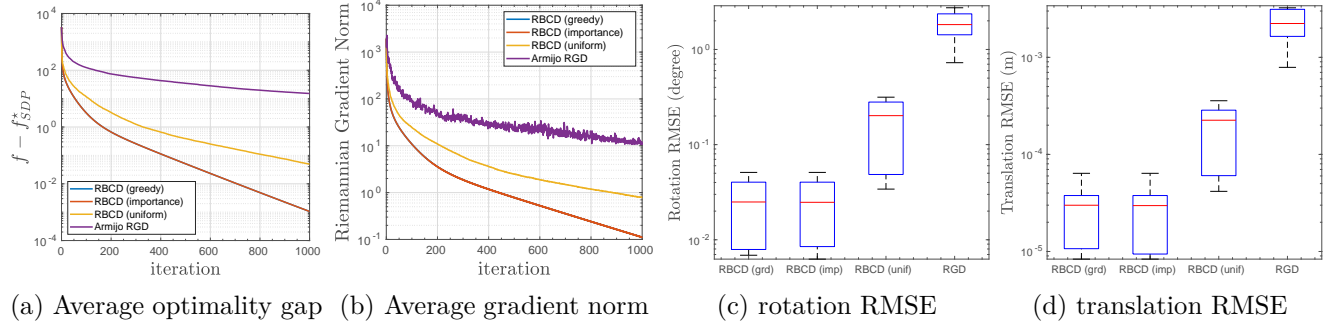 f − f*SDP
10^4
10^2
10^0
10^-2
10^-4
RBCD (greedy)
RBCD (importance)
RBCD (uniform)
Armijo RGD
0 200 400 600 800 1000
iteration
(a) Average optimality gap
Riemannian Gradient Norm
10^4
10^3
10^2
10^1
10^0
10^-1
RBCD (greedy)
RBCD (importance)
RBCD (uniform)
Armijo RGD
0 200 400 600 800 1000
iteration
(b) Average gradient norm
Rotation RMSE (degree)
10^0
10^-1
10^-2
RBCD (grd) RBCD (imp) RBCD (unif) RGD
(c) rotation RMSE
Translation RMSE (m)
10^-3
10^-4
10^-5
RBCD (grd) RBCD (imp) RBCD (unif) RGD
(d) translation RMSE